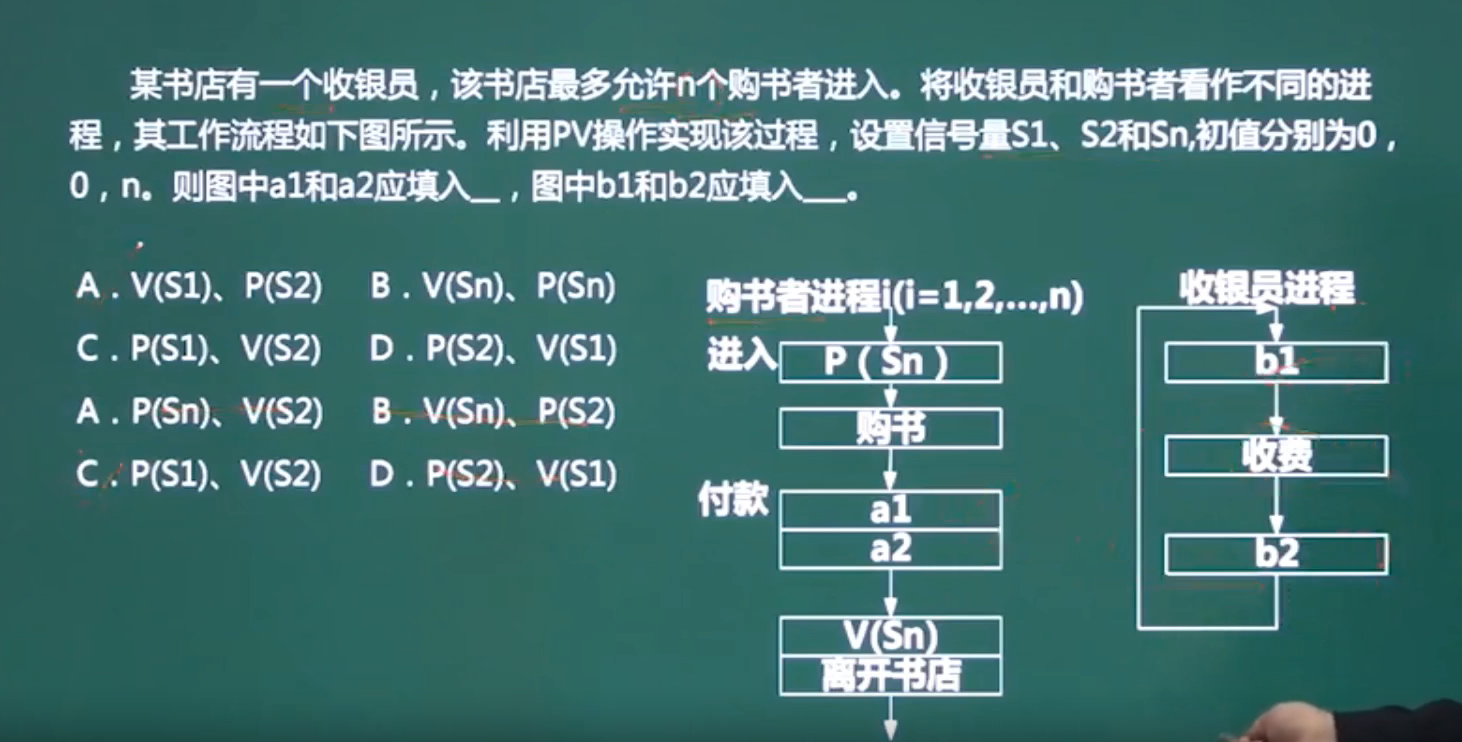 某书店有一个收银员，该书店最多允许n个购书者进入。将收银员和购书者看作不同的进
程，其工作流程如下图所示。利用PV操作实现该过程，设置信号量S1、S2和Sn,初值分别为0，
0，n。则图中a1和a2应填入__，图中b1和b2应填入___。
A．V(S1)、P(S2) B．V(Sn)、P(Sn)
C．P(S1)、V(S2) D．P(S2)、V(S1)
A．P(Sn)、V(S2) B．V(Sn)、P(S2)
C．P(S1)、V(S2) D．P(S2)、V(S1)
购书者进程i(i=1,2,...,n)
进入 P（Sn）
购书
付款 a1
a2
V(Sn)
离开书店
收银员进程
b1
收费
b2